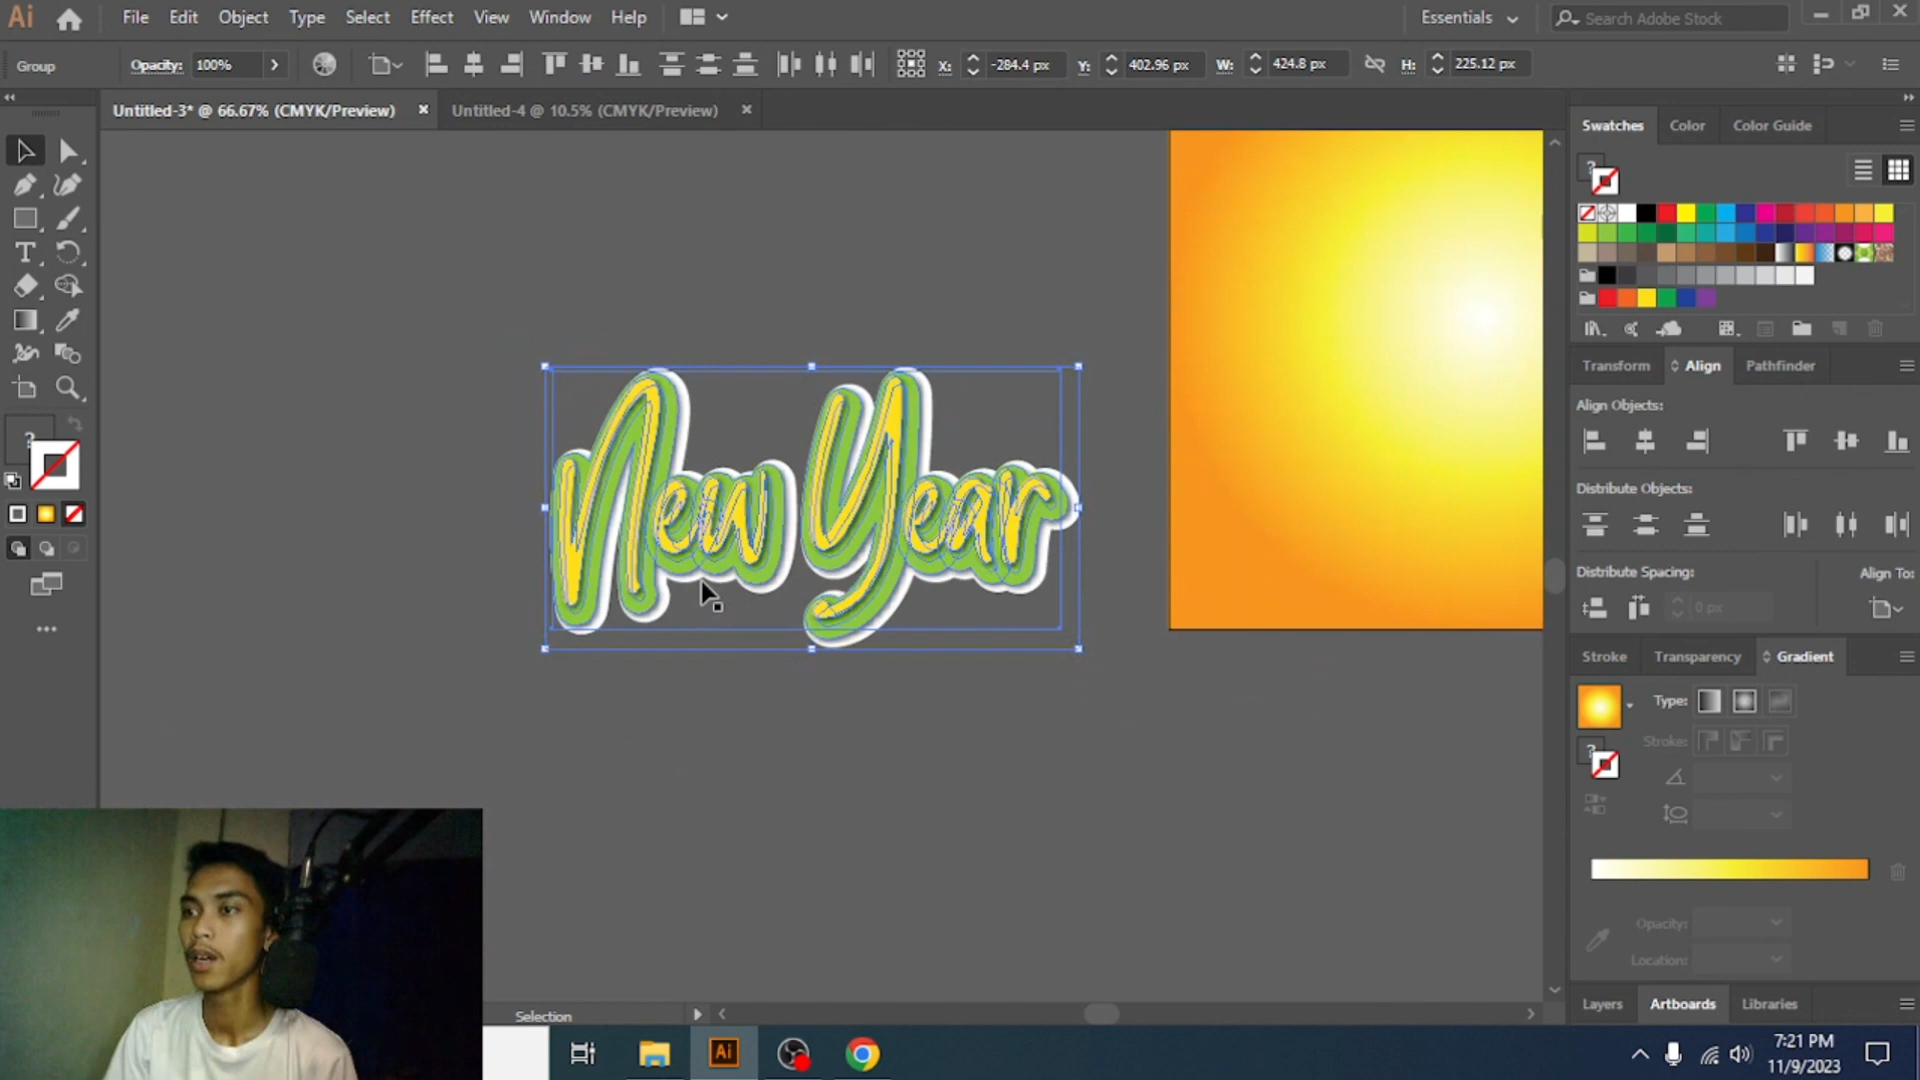 Ai File Edit Object Type Select Effect View Window Help Essentials Search Adobe Stock
Group Opacity: 100% X: -284.4 px Y: 402.96 px W: 424.8 px H: 225.12 px
Untitled-3* @ 66.67% (CMYK/Preview) Untitled-4 @ 10.5% (CMYK/Preview)
Swatches Color Color Guide
Transform Align Pathfinder
Align Objects:
Distribute Objects:
Distribute Spacing: Align To:
0 px
New Year
Stroke Transparency Gradient
Type:
Stroke:
Opacity:
Location:
Layers Artboards Libraries
Selection
Ai
7:21 PM
11/9/2023